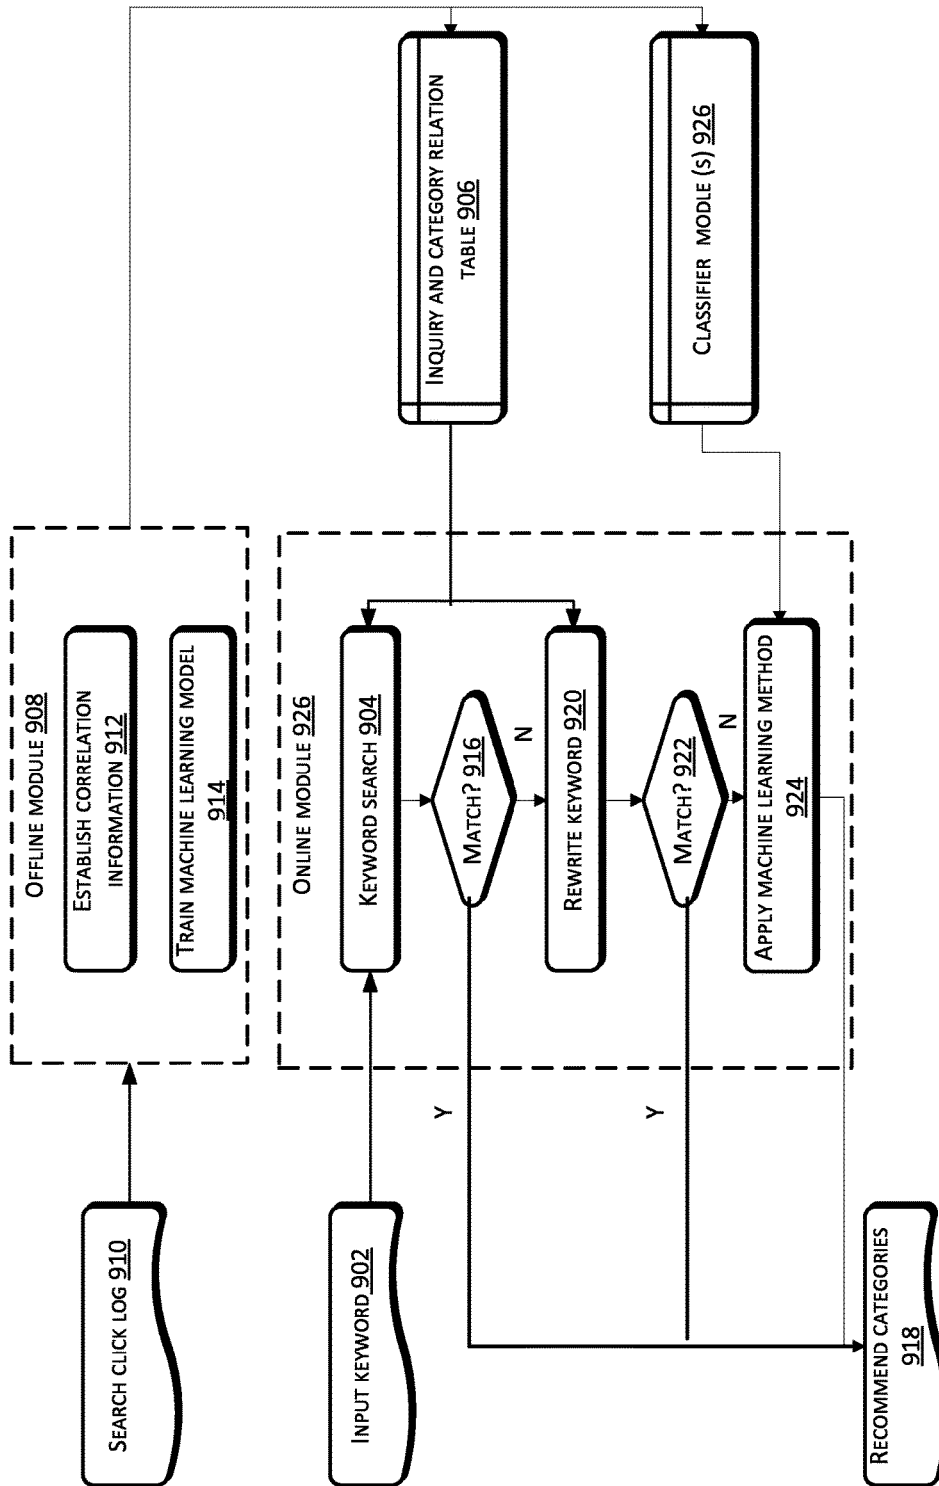 SEARCH CLICK LOG 910
OFFLINE MODULE 908
ESTABLISH CORRELATION
INFORMATION 912
TRAIN MACHINE LEARNING MODEL
914
INPUT KEYWORD 902
ONLINE MODULE 926
KEYWORD SEARCH 904
MATCH? 916
Y
N
REWRITE KEYWORD 920
MATCH? 922
Y
N
APPLY MACHINE LEARNING METHOD
924
INQUIRY AND CATEGORY RELATION
TABLE 906
CLASSIFIER MODLE (S) 926
RECOMMEND CATEGORIES
918